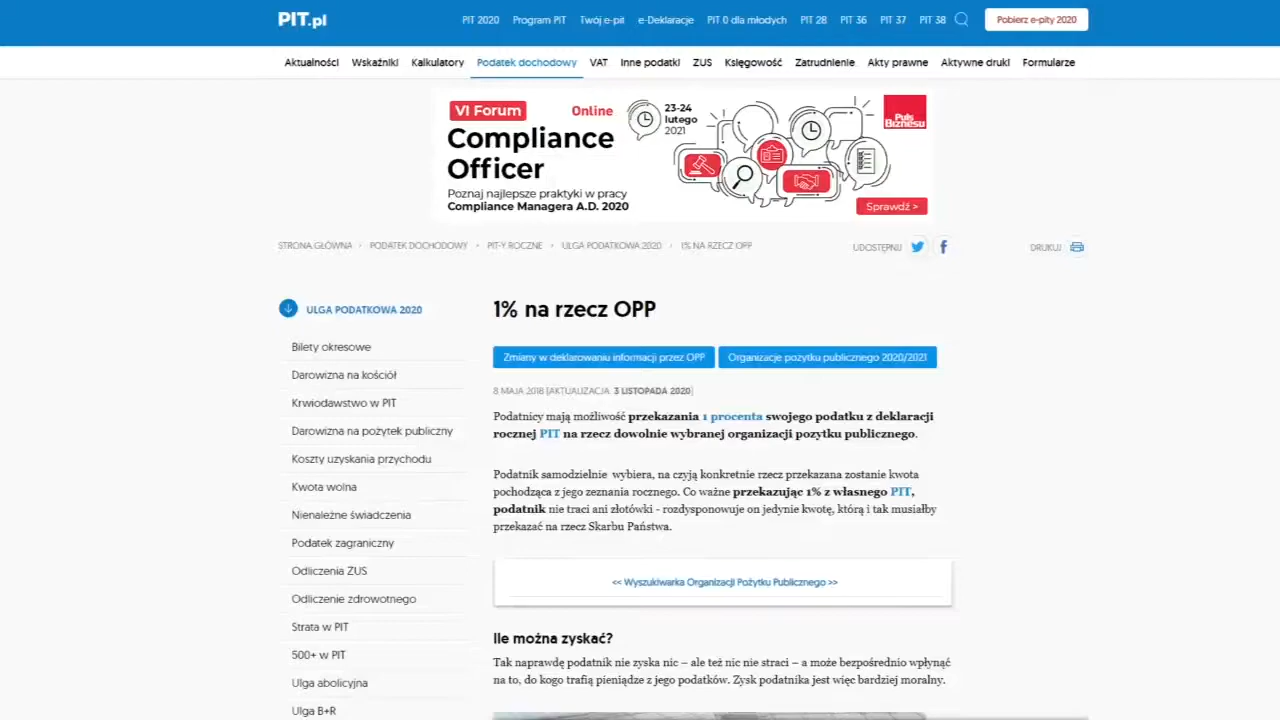 PIT.pl
PIT 2020 Program PIT Twój e-pit e-Deklaracje PIT 0 dla młodych PIT 28 PIT 36 PIT 37 PIT 38 Pobierz e-pity 2020
Aktualności Wskaźniki Kalkulatory Podatek dochodowy VAT Inne podatki ZUS Księgowość Zatrudnienie Akty prawne Aktywne druki Formularze
VI Forum Online
23-24
lutego
2021
Compliance
Officer
Poznaj najlepsze praktyki w pracy
Compliance Managera A.D. 2020
Puls
Biznesu
Sprawdź >
STRONA GŁÓWNA › PODATEK DOCHODOWY › PIT-Y ROCZNE › ULGA PODATKOWA 2020 › 1% NA RZECZ OPP
UDOSTĘPNIJ
DRUKUJ
ULGA PODATKOWA 2020
Bilety okresowe
Darowizna na kościół
Krwiodawstwo w PIT
Darowizna na pożytek publiczny
Koszty uzyskania przychodu
Kwota wolna
Nienależne świadczenia
Podatek zagraniczny
Odliczenia ZUS
Odliczenie zdrowotnego
Strata w PIT
500+ w PIT
Ulga abolicyjna
Ulga B+R
1% na rzecz OPP
Zmiany w deklarowaniu informacji przez OPP Organizacje pożytku publicznego 2020/2021
8 MAJA 2018 [AKTUALIZACJA 3 LISTOPADA 2020]
Podatnicy mają możliwość przekazania 1 procenta swojego podatku z deklaracji
rocznej PIT na rzecz dowolnie wybranej organizacji pożytku publicznego.
Podatnik samodzielnie wybiera, na czyją konkretnie rzecz przekazana zostanie kwota
pochodząca z jego zeznania rocznego. Co ważne przekazując 1% z własnego PIT,
podatnik nie traci ani złotówki - rozdysponowuje on jedynie kwotę, którą i tak musiałby
przekazać na rzecz Skarbu Państwa.
<< Wyszukiwarka Organizacji Pożytku Publicznego >>
Ile można zyskać?
Tak naprawdę podatnik nie zyska nic – ale też nic nie straci – a może bezpośrednio wpłynąć
na to, do kogo trafią pieniądze z jego podatków. Zysk podatnika jest więc bardziej moralny.